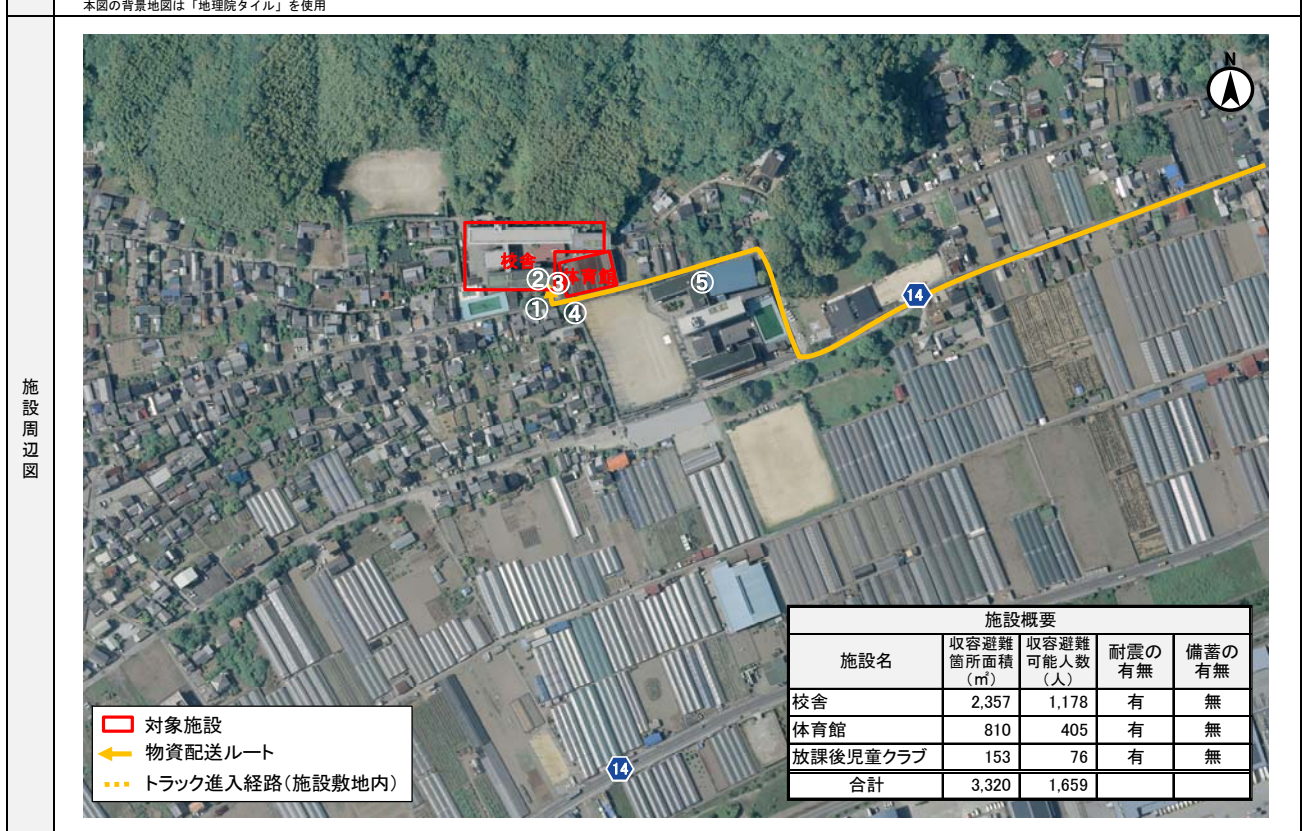 本図の背景地図は「地理院タイル」を使用
施設周辺図
N
校舎
体育館
②
③
①
④
⑤
14
14
対象施設
物資配送ルート
トラック進入経路(施設敷地内)
施設概要
施設名 収容避難箇所面積(㎡) 収容避難可能人数(人) 耐震の有無 備蓄の有無
校舎 2,357 1,178 有 無
体育館 810 405 有 無
放課後児童クラブ 153 76 有 無
合計 3,320 1,659